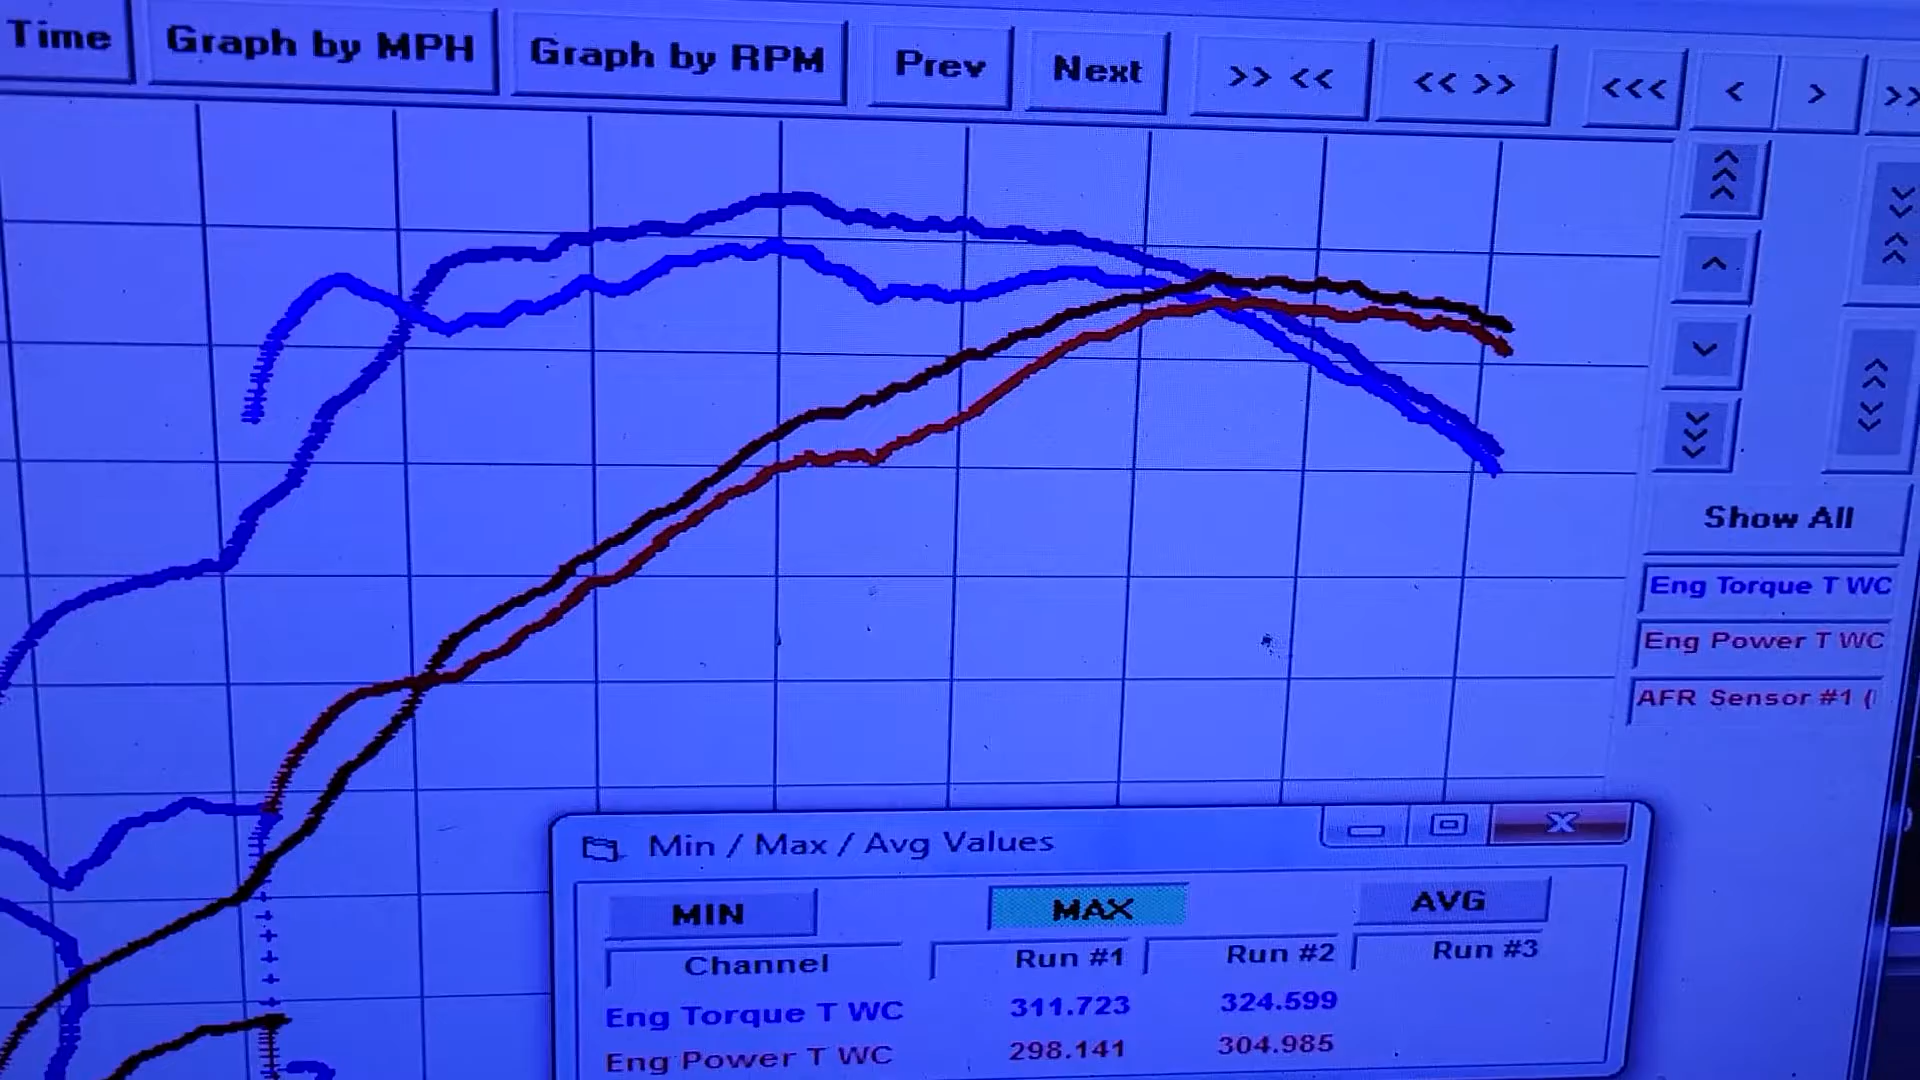 Time Graph by MPH Graph by RPM Prev Next >> << << >> <<< < > >>
Show All
Eng Torque T WC
Eng Power T WC
AFR Sensor #1 (
Min / Max / Avg Values
MIN MAX AVG
Channel Run #1 Run #2 Run #3
Eng Torque T WC 311.723 324.599
Eng Power T WC 298.141 304.985